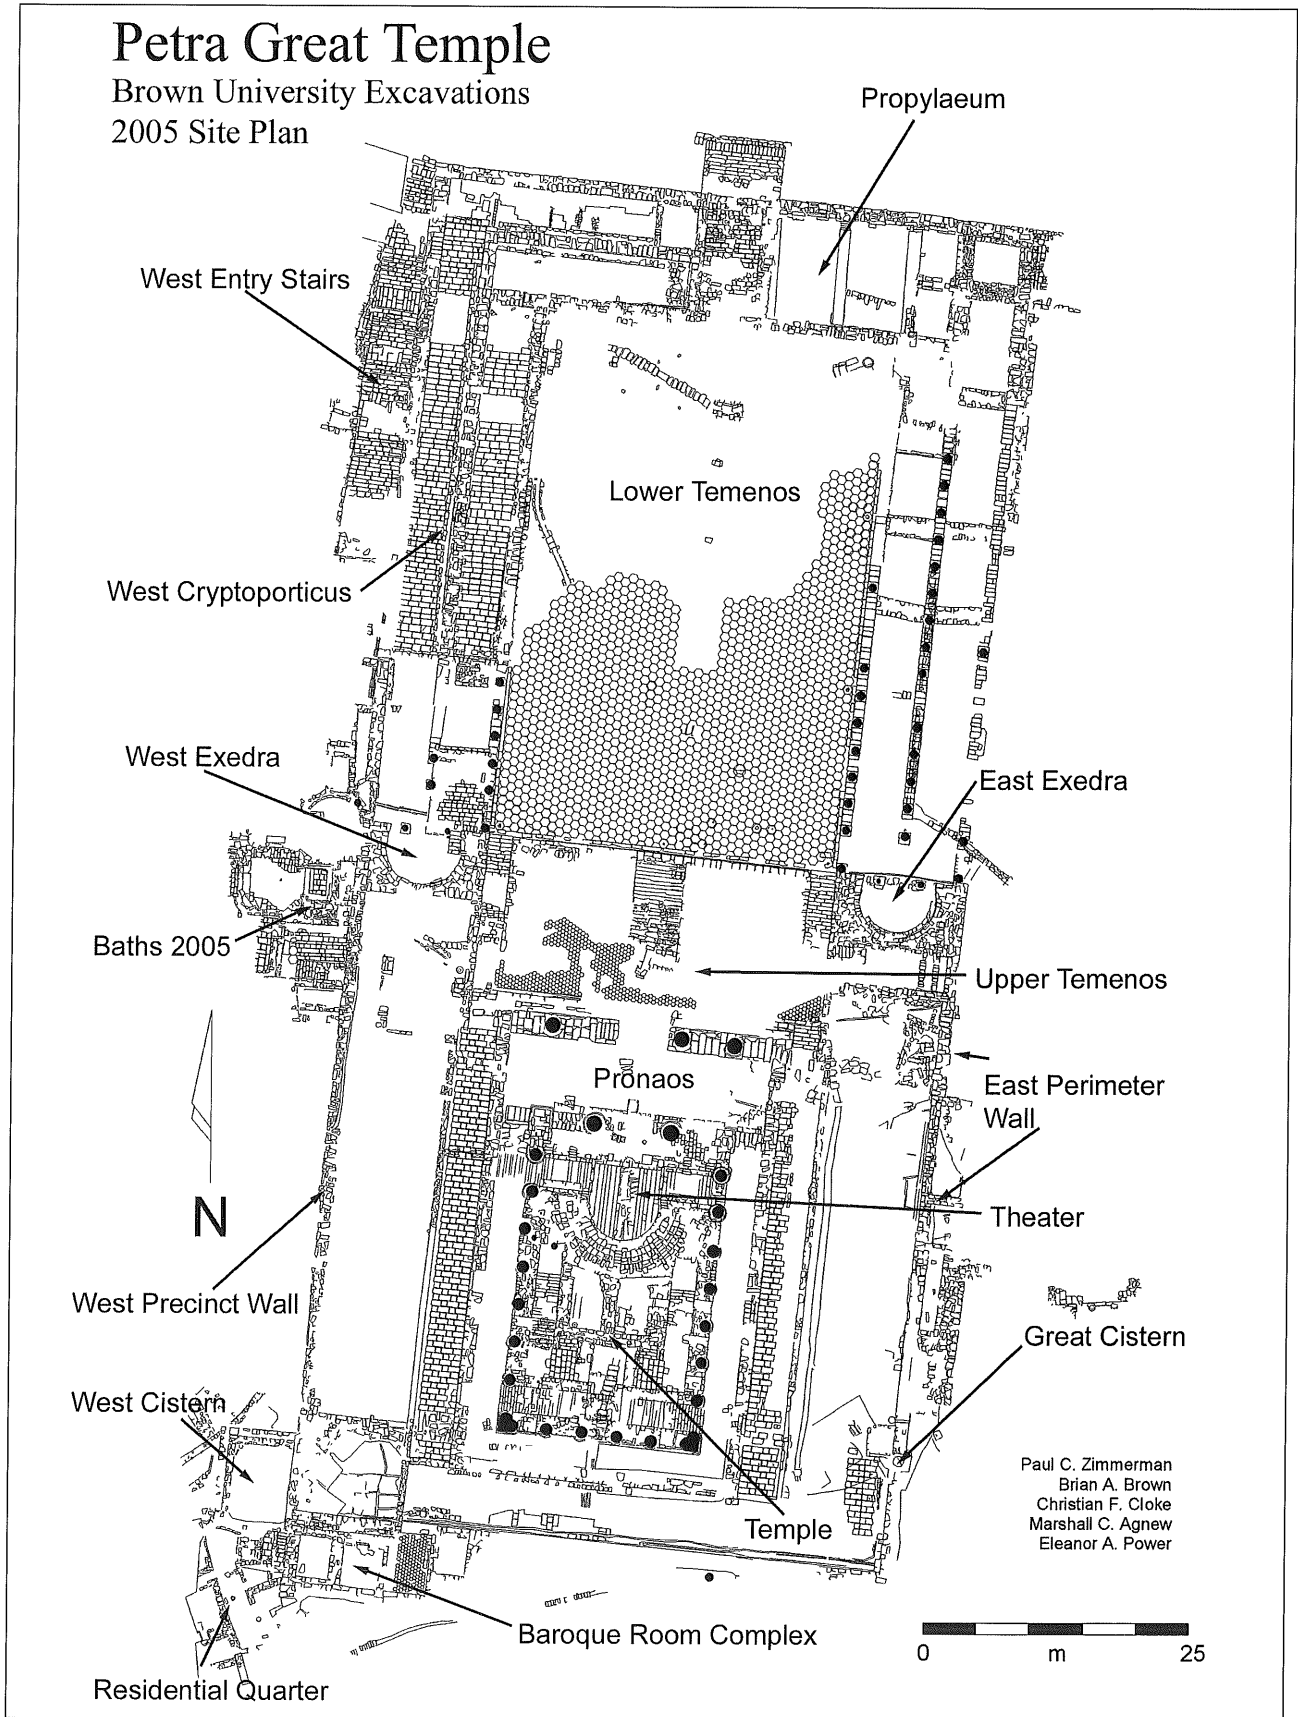 Petra Great Temple
Brown University Excavations
2005 Site Plan
Propylaeum
West Entry Stairs
Lower Temenos
West Cryptoporticus
West Exedra
East Exedra
Baths 2005
Upper Temenos
Pronaos
East Perimeter
Wall
N
Theater
West Precinct Wall
Great Cistern
West Cistern
Paul C. Zimmerman
Brian A. Brown
Christian F. Cloke
Marshall C. Agnew
Eleanor A. Power
Temple
Baroque Room Complex
0 m 25
Residential Quarter